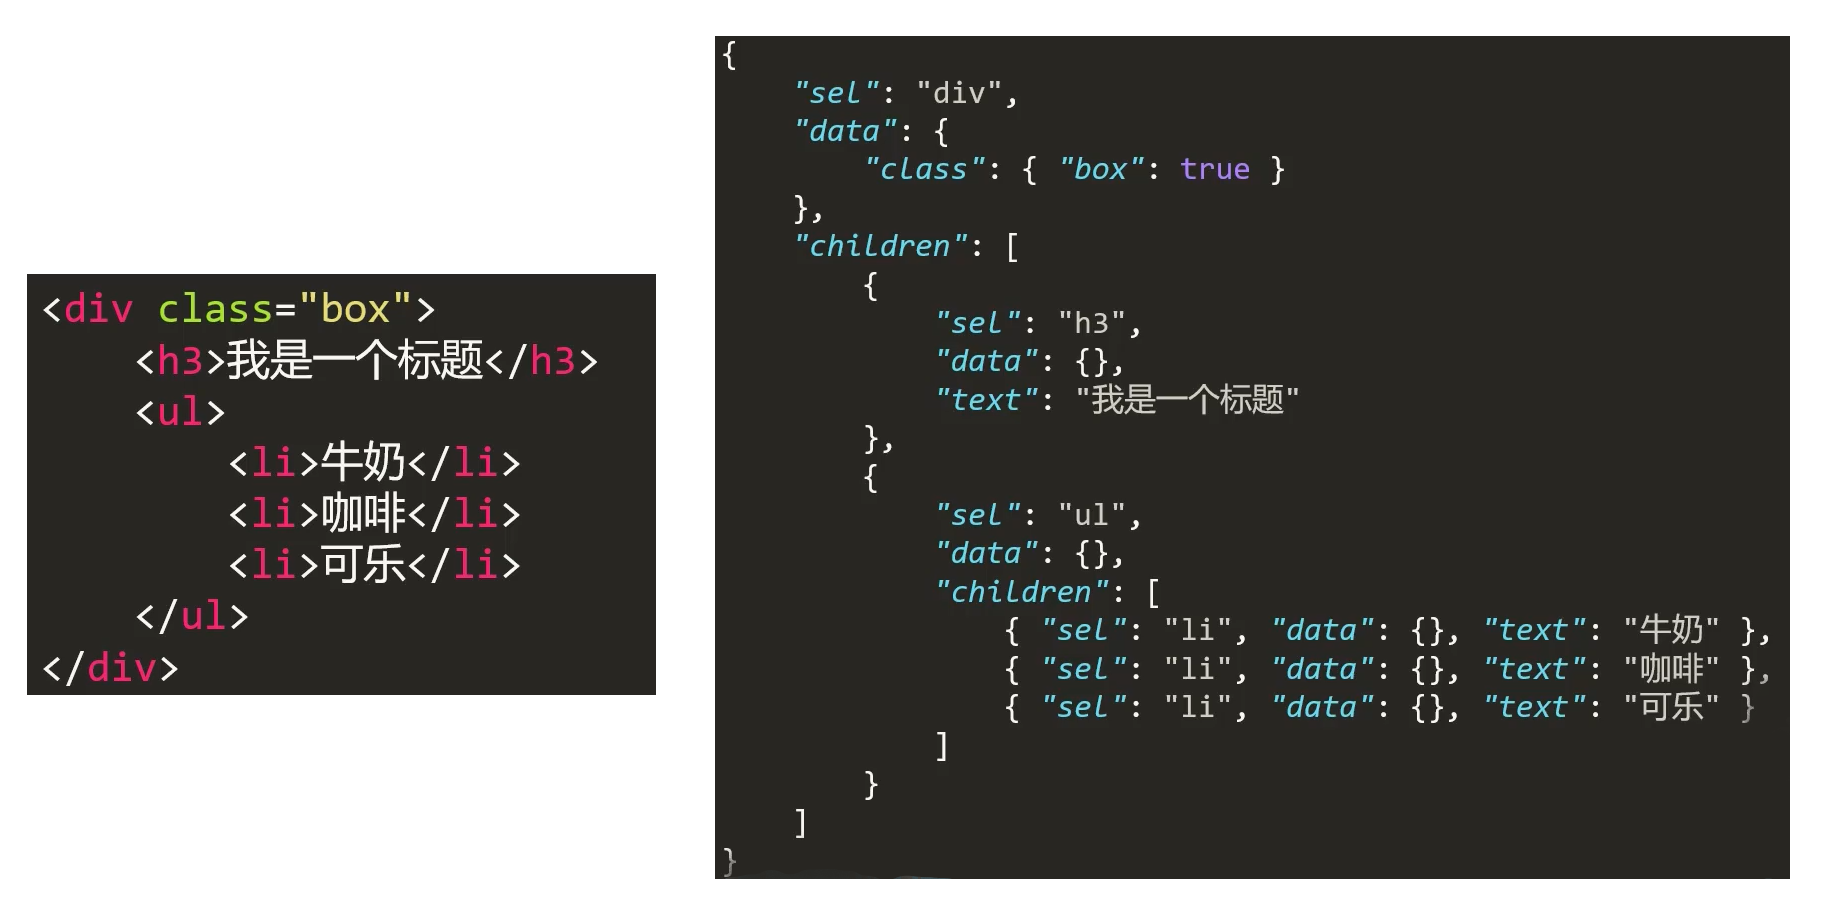 <div class="box">
    <h3>我是一个标题</h3>
    <ul>
        <li>牛奶</li>
        <li>咖啡</li>
        <li>可乐</li>
    </ul>
</div>
{
    "sel": "div",
    "data": {
        "class": { "box": true }
    },
    "children": [
        {
            "sel": "h3",
            "data": {},
            "text": "我是一个标题"
        },
        {
            "sel": "ul",
            "data": {},
            "children": [
                { "sel": "li", "data": {}, "text": "牛奶" },
                { "sel": "li", "data": {}, "text": "咖啡" },
                { "sel": "li", "data": {}, "text": "可乐" }
            ]
        }
    ]
}